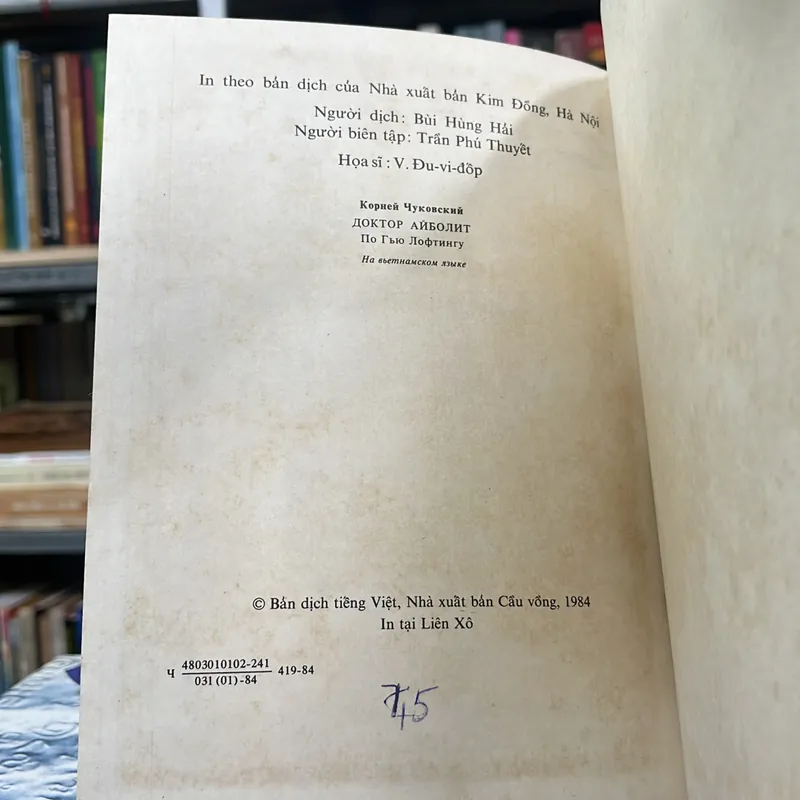 In theo bản dịch của Nhà xuất bản Kim Đồng, Hà Nội
Người dịch: Bùi Hùng Hải
Người biên tập: Trần Phú Thuyết
Họa sĩ: V. Đu-vi-đốp
Корней Чуковский
ДОКТОР АЙБОЛИТ
По Гью Лофтингу
На вьетнамском языке
© Bản dịch tiếng Việt, Nhà xuất bản Cầu vồng, 1984
In tại Liên Xô
Ч 4803010102-241 419-84
031 (01)-84